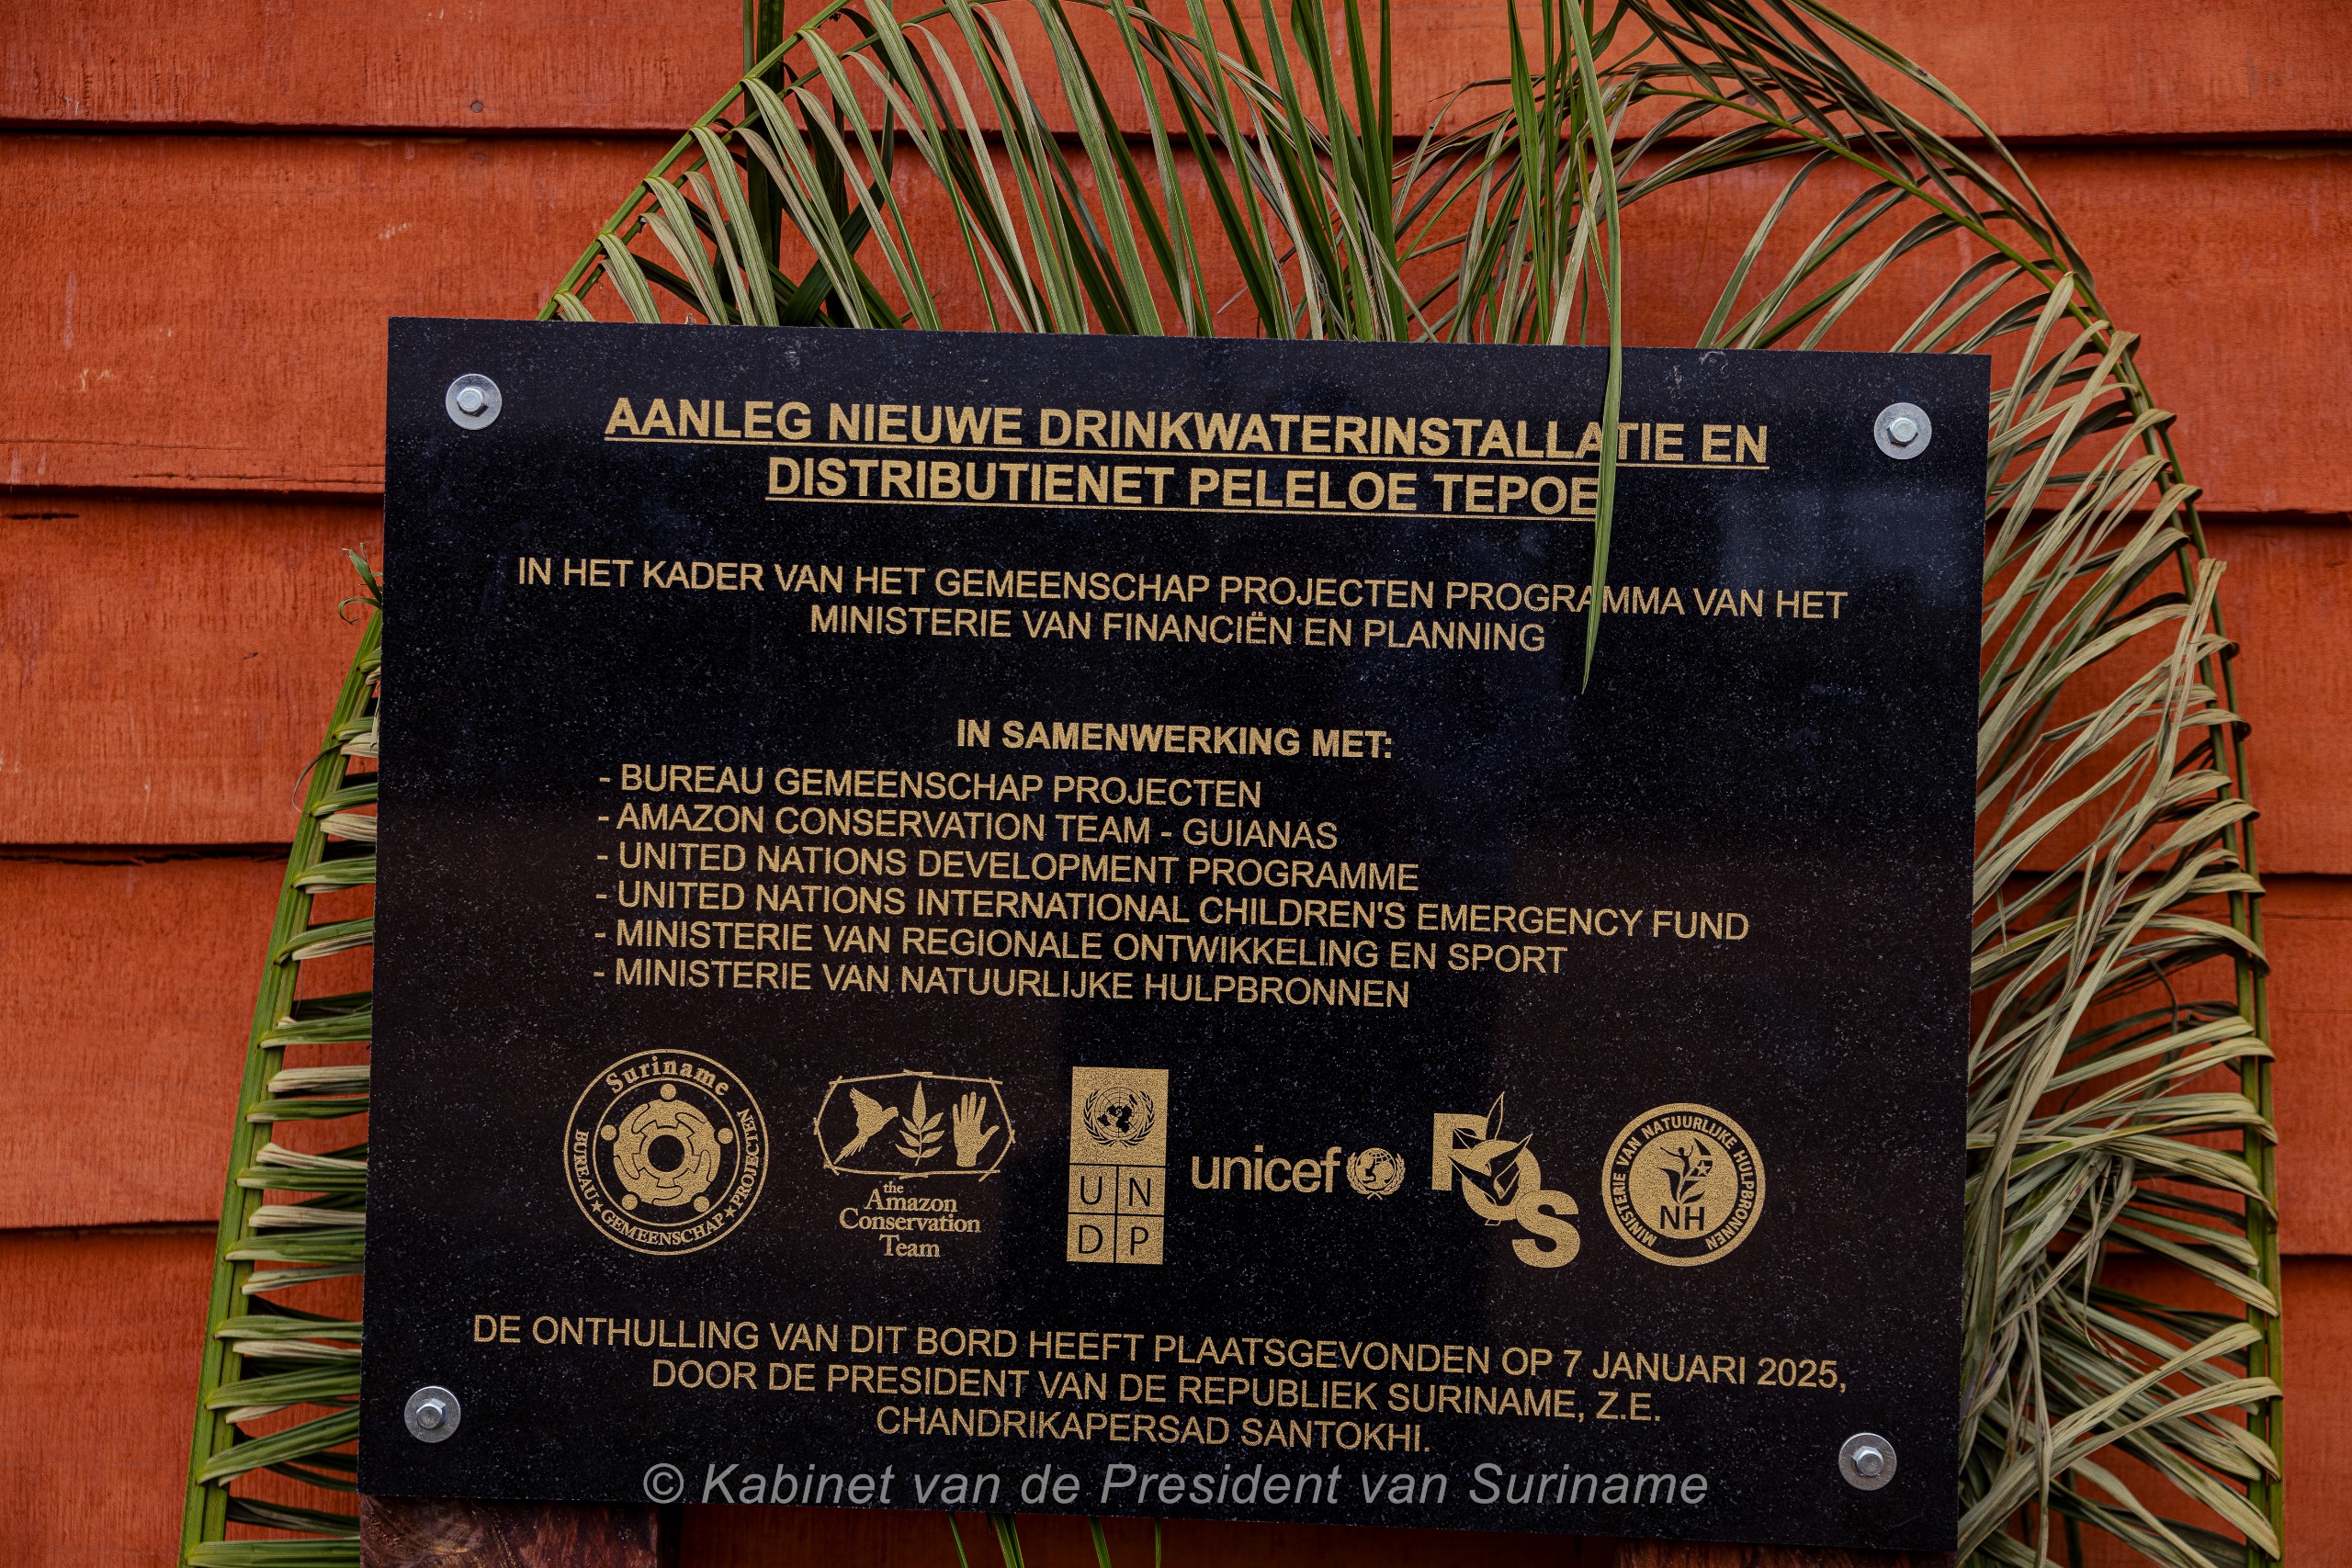 AANLEG NIEUWE DRINKWATERINSTALLATIE EN
DISTRIBUTIENET PELELOE TEPOE
IN HET KADER VAN HET GEMEENSCHAP PROJECTEN PROGRAMMA VAN HET
MINISTERIE VAN FINANCIËN EN PLANNING
IN SAMENWERKING MET:
- BUREAU GEMEENSCHAP PROJECTEN
- AMAZON CONSERVATION TEAM - GUIANAS
- UNITED NATIONS DEVELOPMENT PROGRAMME
- UNITED NATIONS INTERNATIONAL CHILDREN'S EMERGENCY FUND
- MINISTERIE VAN REGIONALE ONTWIKKELING EN SPORT
- MINISTERIE VAN NATUURLIJKE HULPBRONNEN
Suriname
BUREAU ★ GEMEENSCHAP ★ PROJECTEN
the
Amazon
Conservation
Team
U N
D P
unicef
ROS
MINISTERIE VAN NATUURLIJKE HULPBRONNEN
NH
DE ONTHULLING VAN DIT BORD HEEFT PLAATSGEVONDEN OP 7 JANUARI 2025,
DOOR DE PRESIDENT VAN DE REPUBLIEK SURINAME, Z.E.
CHANDRIKAPERSAD SANTOKHI.
© Kabinet van de President van Suriname